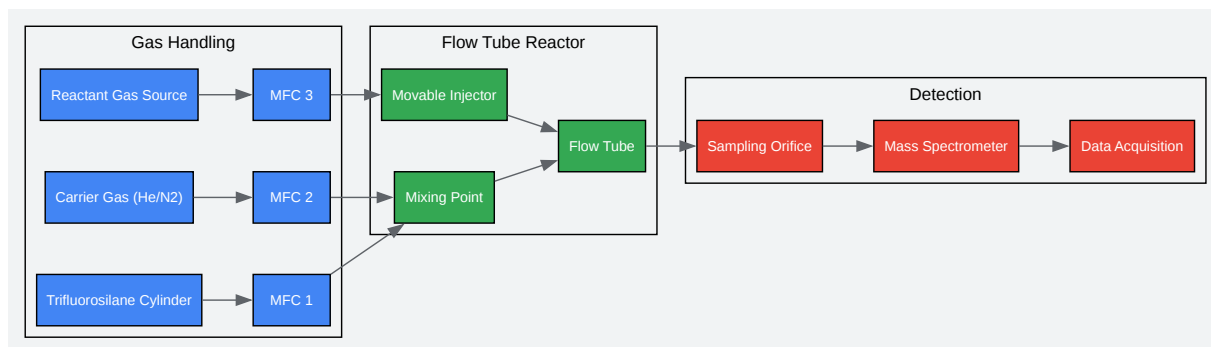 Gas Handling
Reactant Gas Source
MFC 3
Carrier Gas (He/N2)
MFC 2
Trifluorosilane Cylinder
MFC 1
Flow Tube Reactor
Movable Injector
Mixing Point
Flow Tube
Detection
Sampling Orifice
Mass Spectrometer
Data Acquisition